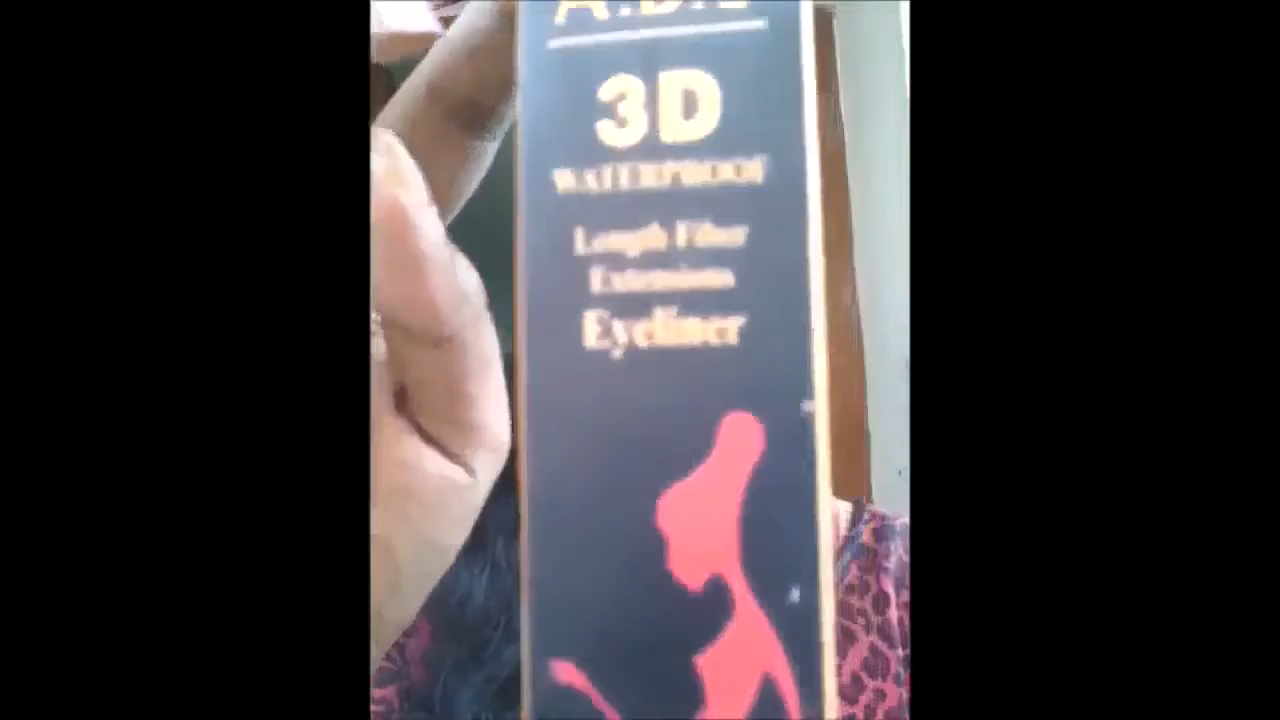 3D
WATERPROOF
Length Fiber
Extensions
Eyeliner